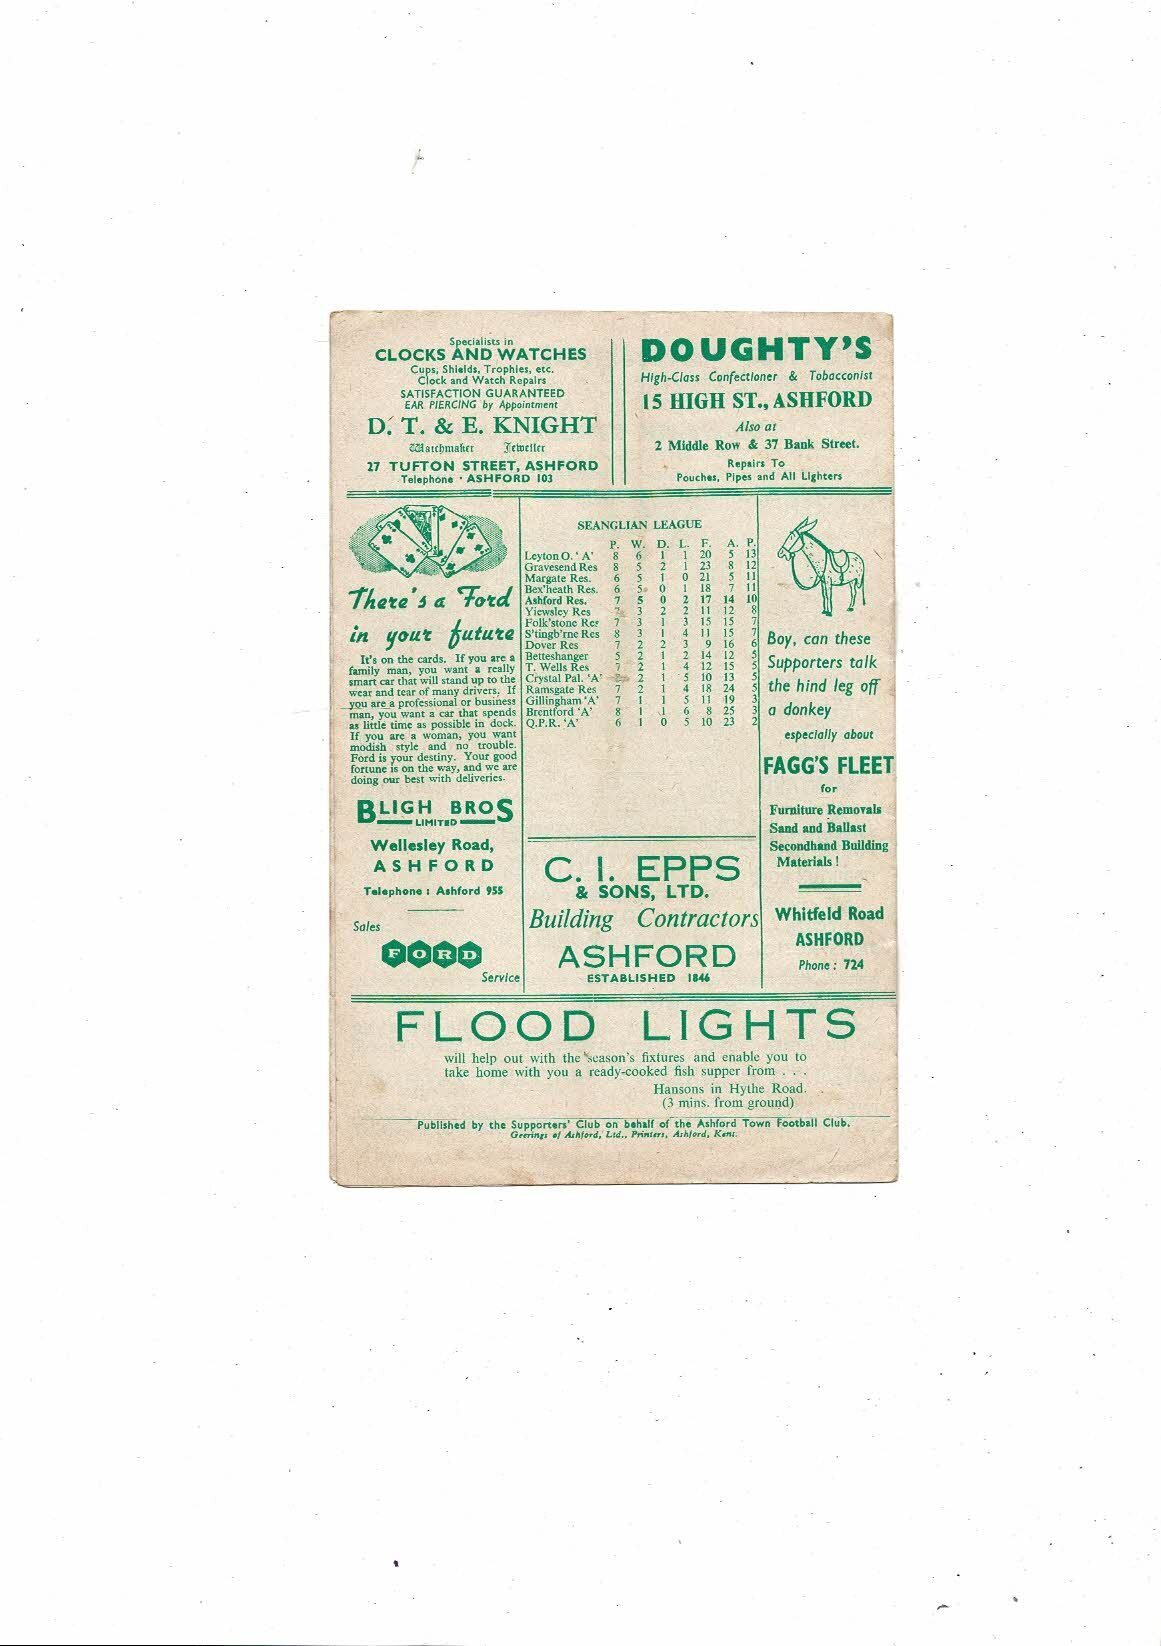 Specialists in
CLOCKS AND WATCHES
Cups, Shields, Trophies, etc.
Clock and Watch Repairs
SATISFACTION GUARANTEED
EAR PIERCING by Appointment
D. T. & E. KNIGHT
Watchmaker Jeweller
27 TUFTON STREET, ASHFORD
Telephone · ASHFORD 103
DOUGHTY'S
High-Class Confectioner & Tobacconist
15 HIGH ST., ASHFORD
Also at
2 Middle Row & 37 Bank Street.
Repairs To
Pouches, Pipes and All Lighters
There's a Ford
in your future
It's on the cards. If you are a
family man, you want a really
smart car that will stand up to the
wear and tear of many drivers. If
you are a professional or business
man, you want a car that spends
as little time as possible in dock.
If you are a woman, you want
modish style and no trouble.
Ford is your destiny. Your good
fortune is on the way, and we are
doing our best with deliveries.
BLIGH BROS
LIMITED
Wellesley Road,
ASHFORD
Telephone : Ashford 955
Sales
FORD
Service
SEANGLIAN LEAGUE
P. W. D. L. F. A. P.
Leyton O. 'A' 8 6 1 1 20 5 13
Gravesend Res 8 5 2 1 23 8 12
Margate Res. 6 5 1 0 21 5 11
Bex'heath Res. 6 5 0 1 18 7 11
Ashford Res. 7 5 0 2 17 14 10
Yiewsley Res 7 3 2 2 11 12 8
Folk'stone Res 7 3 1 3 15 15 7
S'tingb'rne Res 8 3 1 4 11 15 7
Dover Res 7 2 2 3 9 16 6
Betteshanger 5 2 1 2 14 12 5
T. Wells Res 7 2 1 4 12 15 5
Crystal Pal. 'A' 2 1 5 10 13 5
Ramsgate Res 7 2 1 4 18 24 5
Gillingham 'A' 7 1 1 5 11 19 3
Brentford 'A' 8 1 1 6 8 25 3
Q.P.R. 'A' 6 1 0 5 10 23 2
C. I. EPPS
& SONS, LTD.
Building Contractors
ASHFORD
ESTABLISHED 1846
Boy, can these
Supporters talk
the hind leg off
a donkey
especially about
FAGG'S FLEET
for
Furniture Removals
Sand and Ballast
Secondhand Building
Materials !
Whitfeld Road
ASHFORD
Phone : 724
FLOOD LIGHTS
will help out with the season's fixtures and enable you to
take home with you a ready-cooked fish supper from . . .
Hansons in Hythe Road.
(3 mins. from ground)
Published by the Supporters' Club on behalf of the Ashford Town Football Club.
Geerings of Ashford, Ltd., Printers, Ashford, Kent.